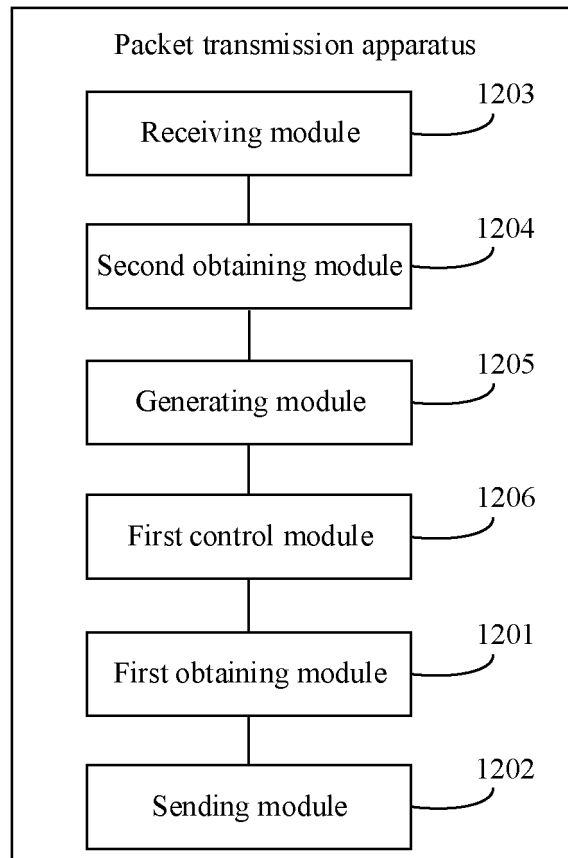 Packet transmission apparatus
1203
Receiving module
1204
Second obtaining module
1205
Generating module
1206
First control module
1201
First obtaining module
1202
Sending module